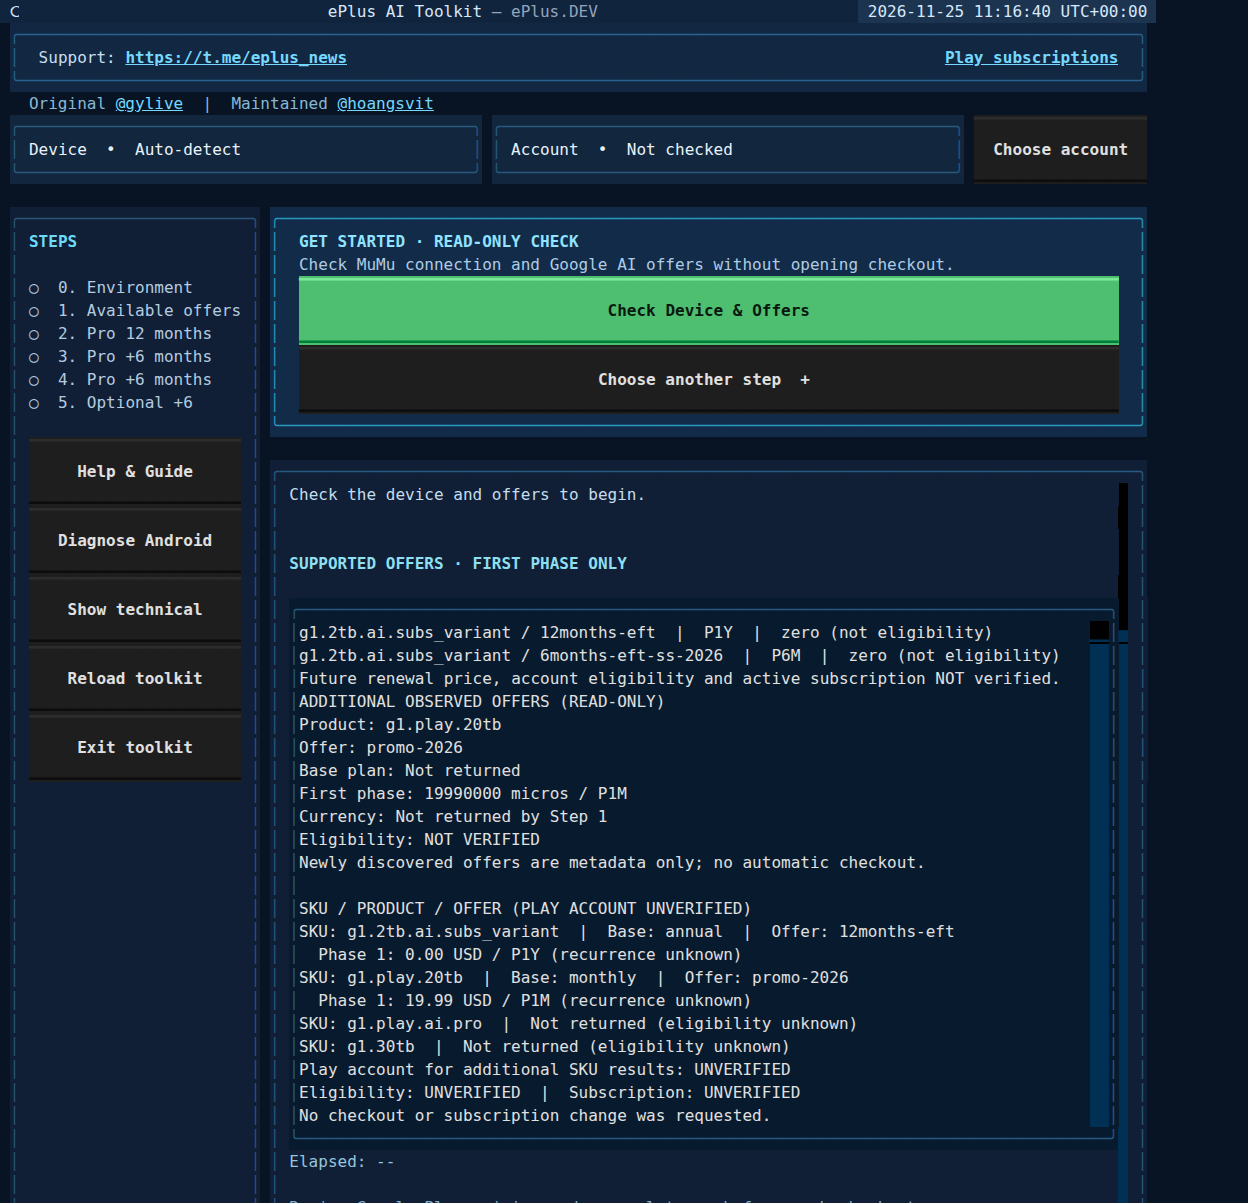 C ePlus AI Toolkit — ePlus.DEV 2026-11-25 11:16:40 UTC+00:00
Support: https://t.me/eplus_news Play subscriptions
Original @gylive | Maintained @hoangsvit
Device • Auto-detect
Account • Not checked
Choose account
STEPS
○ 0. Environment
○ 1. Available offers
○ 2. Pro 12 months
○ 3. Pro +6 months
○ 4. Pro +6 months
○ 5. Optional +6
Help & Guide
Diagnose Android
Show technical
Reload toolkit
Exit toolkit
GET STARTED · READ-ONLY CHECK
Check MuMu connection and Google AI offers without opening checkout.
Check Device & Offers
Choose another step +
Check the device and offers to begin.
SUPPORTED OFFERS · FIRST PHASE ONLY
g1.2tb.ai.subs_variant / 12months-eft | P1Y | zero (not eligibility)
g1.2tb.ai.subs_variant / 6months-eft-ss-2026 | P6M | zero (not eligibility)
Future renewal price, account eligibility and active subscription NOT verified.
ADDITIONAL OBSERVED OFFERS (READ-ONLY)
Product: g1.play.20tb
Offer: promo-2026
Base plan: Not returned
First phase: 19990000 micros / P1M
Currency: Not returned by Step 1
Eligibility: NOT VERIFIED
Newly discovered offers are metadata only; no automatic checkout.
SKU / PRODUCT / OFFER (PLAY ACCOUNT UNVERIFIED)
SKU: g1.2tb.ai.subs_variant | Base: annual | Offer: 12months-eft
Phase 1: 0.00 USD / P1Y (recurrence unknown)
SKU: g1.play.20tb | Base: monthly | Offer: promo-2026
Phase 1: 19.99 USD / P1M (recurrence unknown)
SKU: g1.play.ai.pro | Not returned (eligibility unknown)
SKU: g1.30tb | Not returned (eligibility unknown)
Play account for additional SKU results: UNVERIFIED
Eligibility: UNVERIFIED | Subscription: UNVERIFIED
No checkout or subscription change was requested.
Elapsed: --